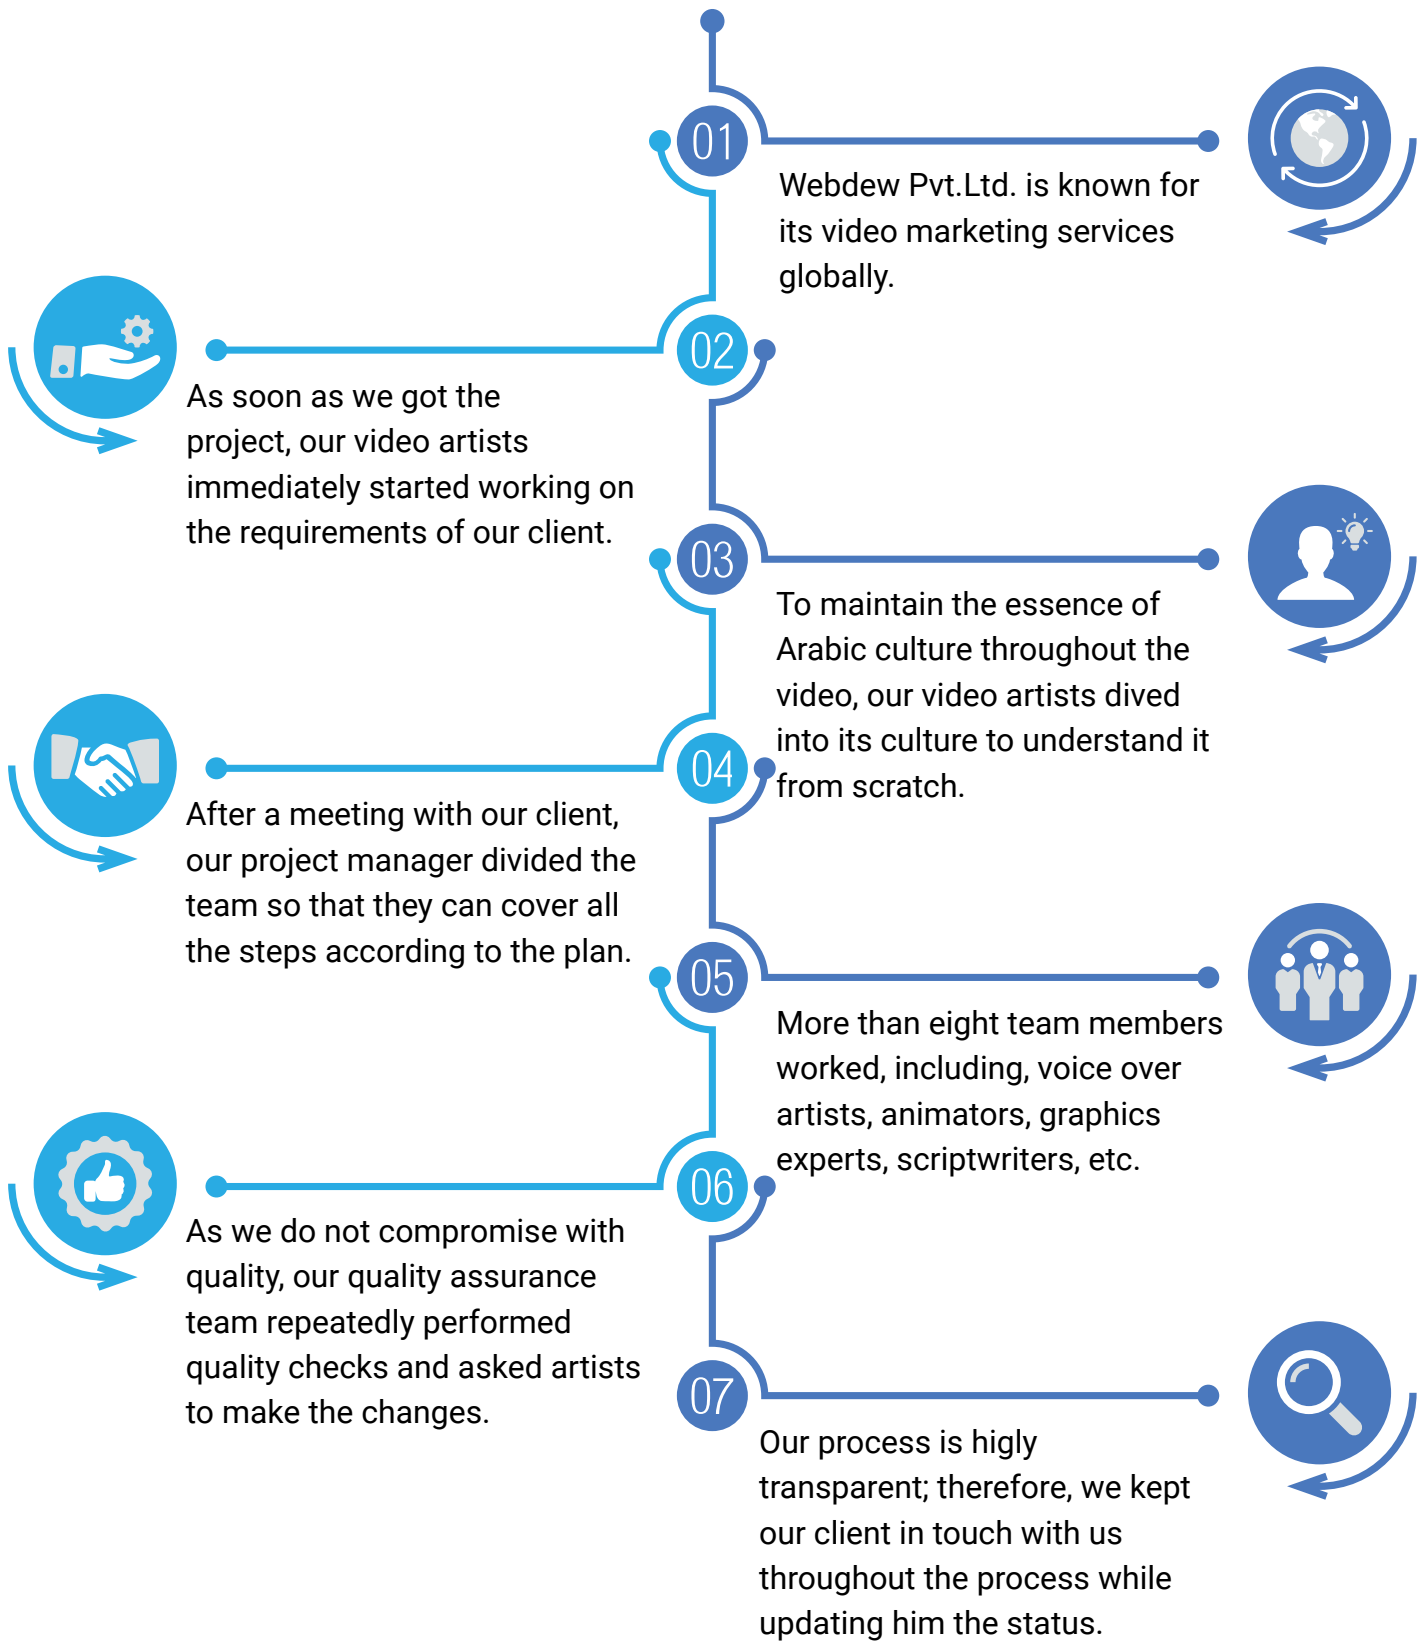 01
Webdew Pvt.Ltd. is known for
its video marketing services
globally.
02
As soon as we got the
project, our video artists
immediately started working on
the requirements of our client.
03
To maintain the essence of
Arabic culture throughout the
video, our video artists dived
into its culture to understand it
from scratch.
04
After a meeting with our client,
our project manager divided the
team so that they can cover all
the steps according to the plan.
05
More than eight team members
worked, including, voice over
artists, animators, graphics
experts, scriptwriters, etc.
06
As we do not compromise with
quality, our quality assurance
team repeatedly performed
quality checks and asked artists
to make the changes.
07
Our process is higly
transparent; therefore, we kept
our client in touch with us
throughout the process while
updating him the status.